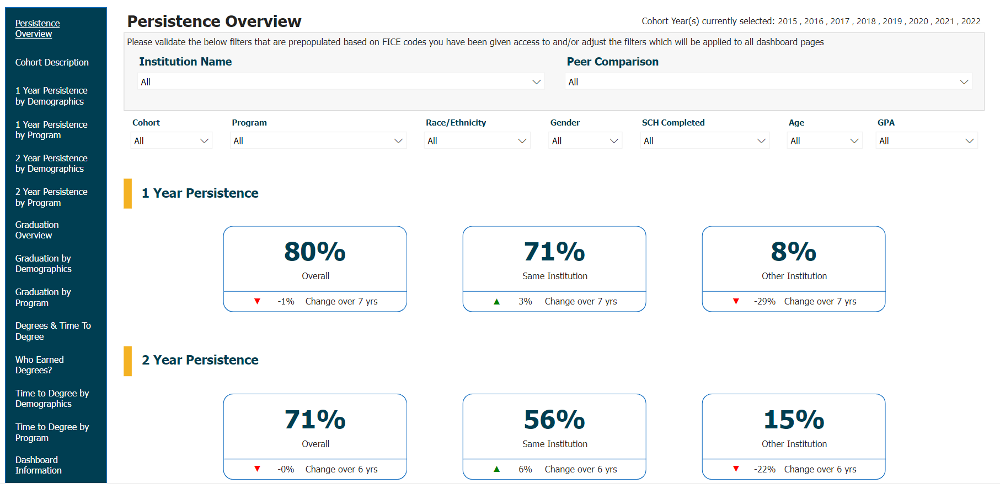 Persistence
Overview
Cohort Description
1 Year Persistence
by Demographics
1 Year Persistence
by Program
2 Year Persistence
by Demographics
2 Year Persistence
by Program
Graduation
Overview
Graduation by
Demographics
Graduation by
Program
Degrees & Time To
Degree
Who Earned
Degrees?
Time to Degree by
Demographics
Time to Degree by
Program
Dashboard
Information
Persistence Overview
Cohort Year(s) currently selected: 2015 , 2016 , 2017 , 2018 , 2019 , 2020 , 2021 , 2022
Please validate the below filters that are prepopulated based on FICE codes you have been given access to and/or adjust the filters which will be applied to all dashboard pages
Institution Name
All
Peer Comparison
All
Cohort
All
Program
All
Race/Ethnicity
All
Gender
All
SCH Completed
All
Age
All
GPA
All
1 Year Persistence
80%
Overall
▼ -1% Change over 7 yrs
71%
Same Institution
▲ 3% Change over 7 yrs
8%
Other Institution
▼ -29% Change over 7 yrs
2 Year Persistence
71%
Overall
▼ -0% Change over 6 yrs
56%
Same Institution
▲ 6% Change over 6 yrs
15%
Other Institution
▼ -22% Change over 6 yrs